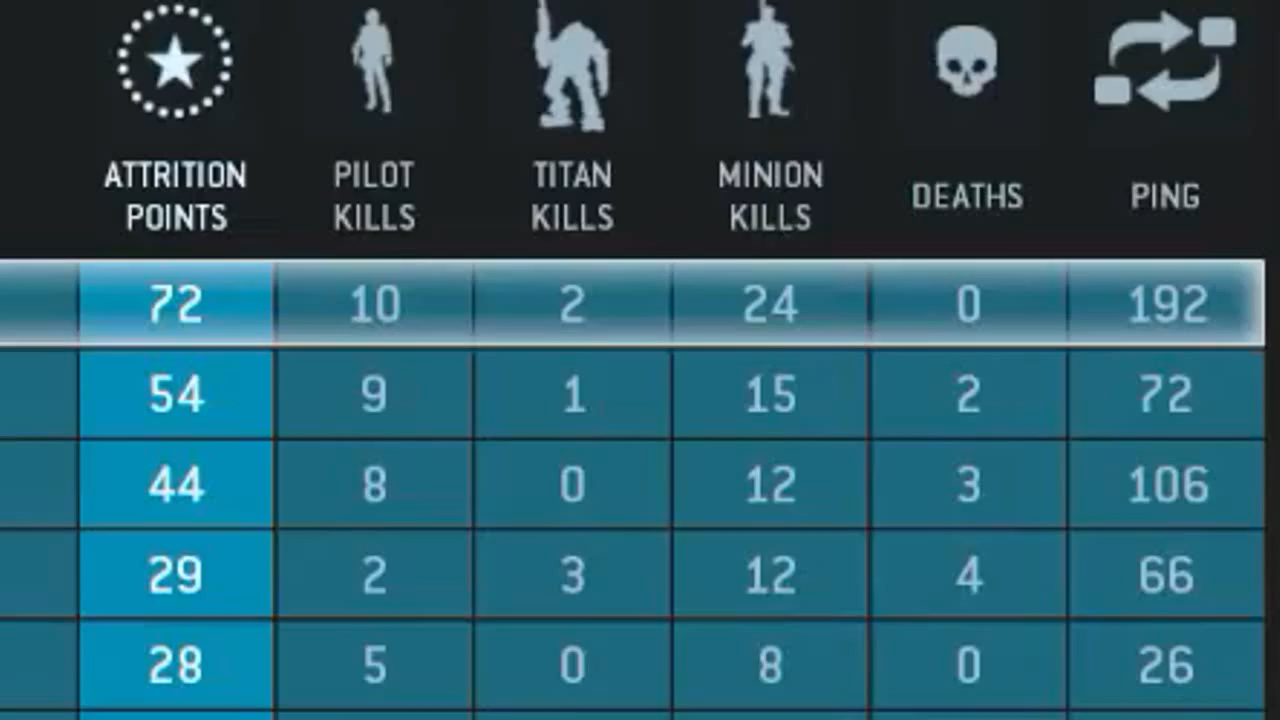 ATTRITION POINTS PILOT KILLS TITAN KILLS MINION KILLS DEATHS PING
72 10 2 24 0 192
54 9 1 15 2 72
44 8 0 12 3 106
29 2 3 12 4 66
28 5 0 8 0 26